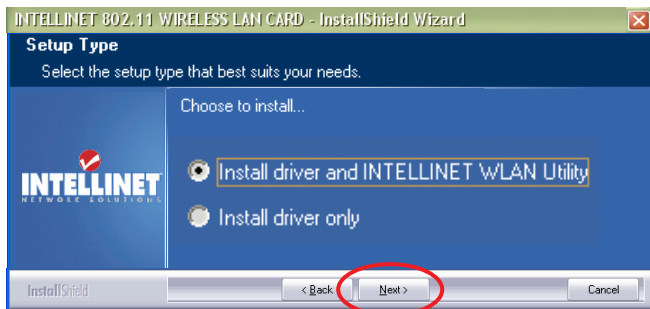 INTELLINET 802.11 WIRELESS LAN CARD - InstallShield Wizard
Setup Type
Select the setup type that best suits your needs.
Choose to install...
INTELLINET
NETWORK SOLUTIONS
Install driver and INTELLINET WLAN Utility
Install driver only
InstallShield
< Back
Next >
Cancel